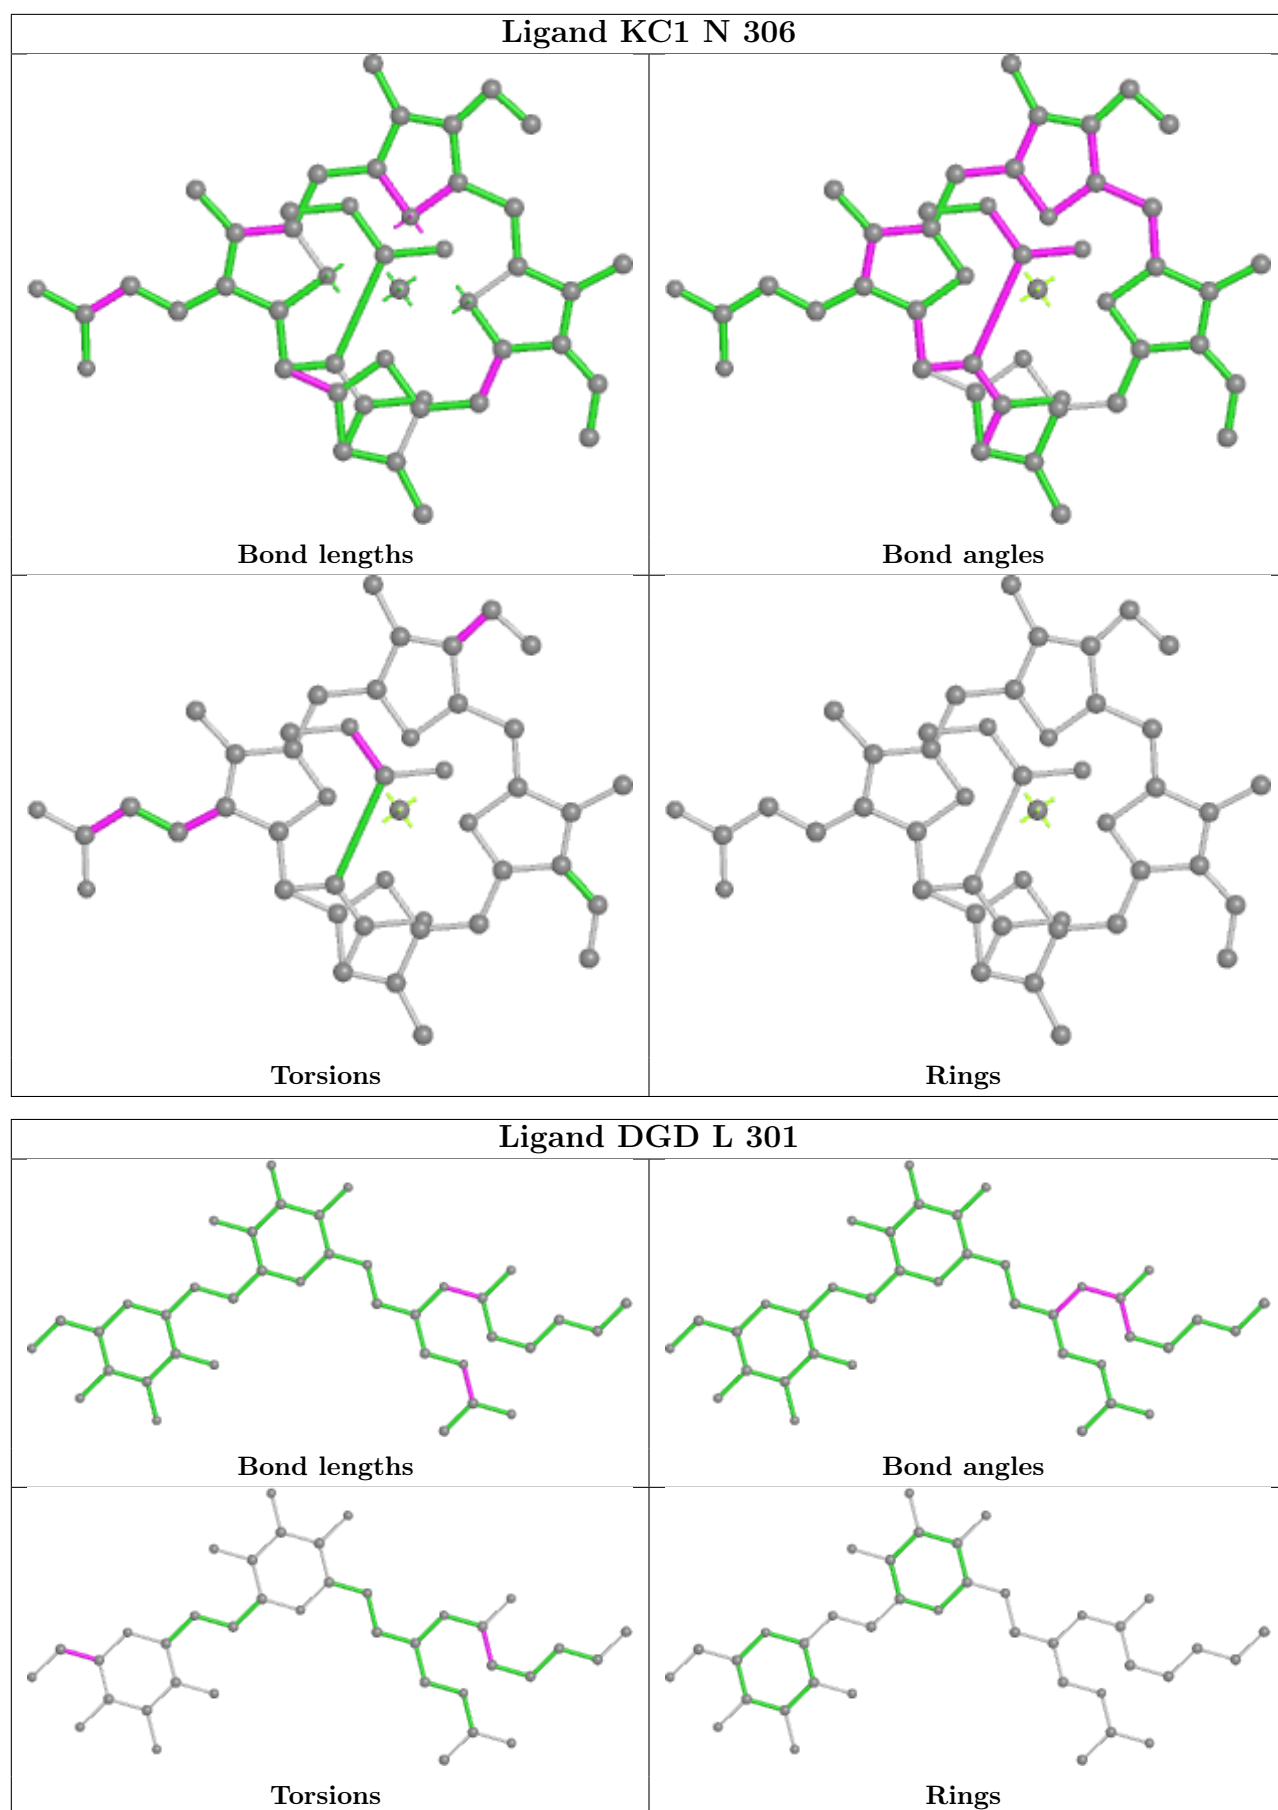 Ligand KC1 N 306
Bond lengths
Bond angles
Torsions
Rings
Ligand DGD L 301
Bond lengths
Bond angles
Torsions
Rings